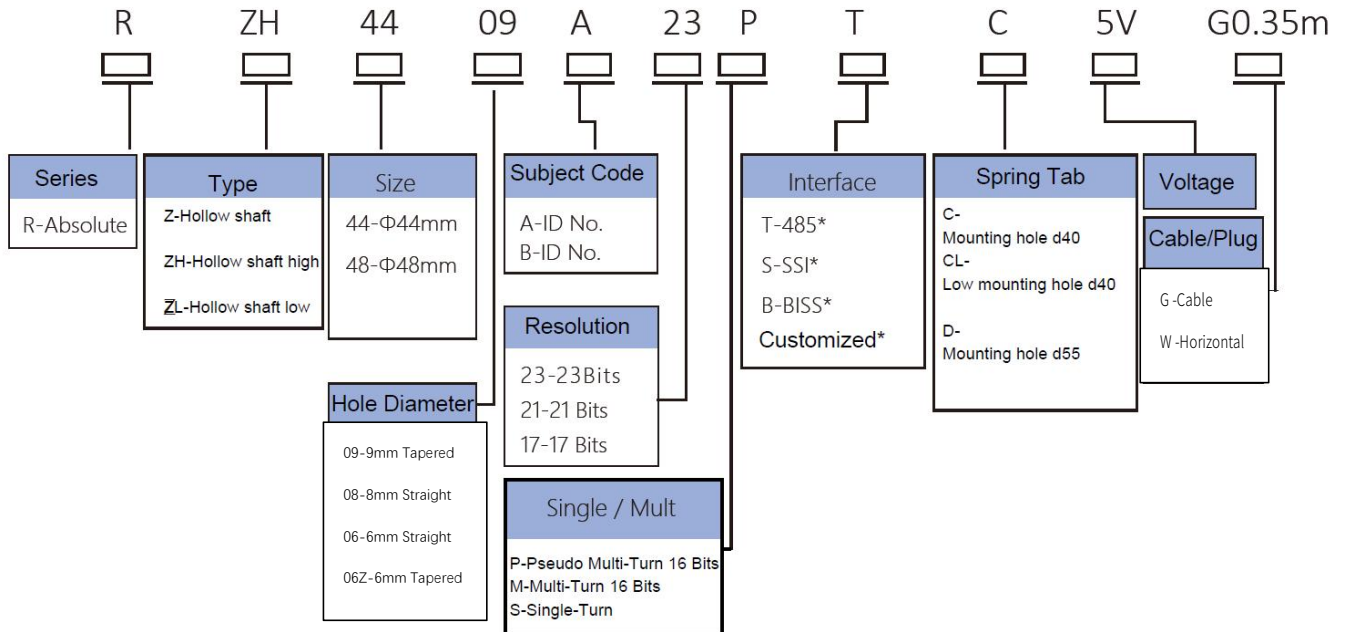 R ZH 44 09 A 23 P T C 5V G0.35m
Series
R-Absolute
Type
Z-Hollow shaft
ZH-Hollow shaft high
ZL-Hollow shaft low
Size
44-Φ44mm
48-Φ48mm
Hole Diameter
09-9mm Tapered
08-8mm Straight
06-6mm Straight
06Z-6mm Tapered
Subject Code
A-ID No.
B-ID No.
Resolution
23-23Bits
21-21 Bits
17-17 Bits
Single / Mult
P-Pseudo Multi-Turn 16 Bits
M-Multi-Turn 16 Bits
S-Single-Turn
Interface
T-485*
S-SSI*
B-BISS*
Customized*
Spring Tab
C-
Mounting hole d40
CL-
Low mounting hole d40
D-
Mounting hole d55
Voltage
Cable/Plug
G -Cable
W -Horizontal